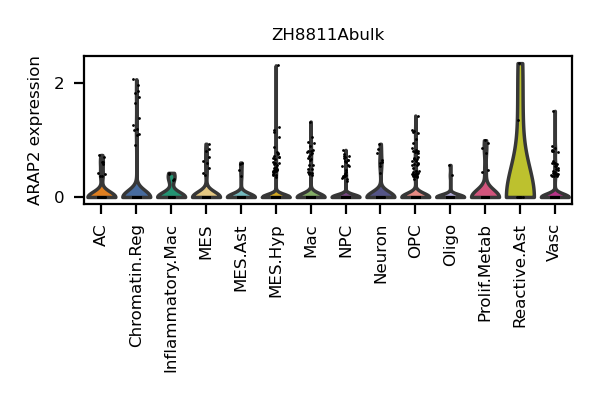 ZH8811Abulk
ARAP2 expression
2
0
AC
Chromatin.Reg
Inflammatory.Mac
MES
MES.Ast
MES.Hyp
Mac
NPC
Neuron
OPC
Oligo
Prolif.Metab
Reactive.Ast
Vasc